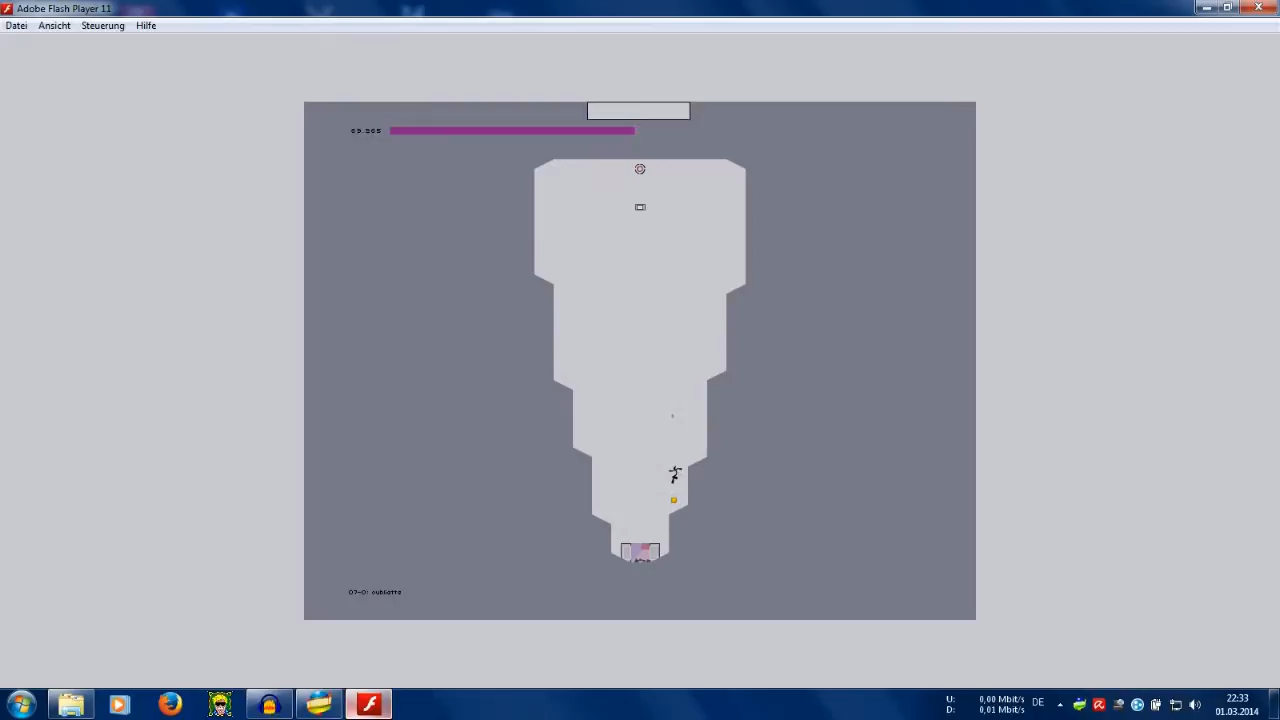 Adobe Flash Player 11
Datei Ansicht Steuerung Hilfe
07-0: oubliette
U: 0,00 Mbit/s
D: 0,01 Mbit/s
DE
22:33
01.03.2014